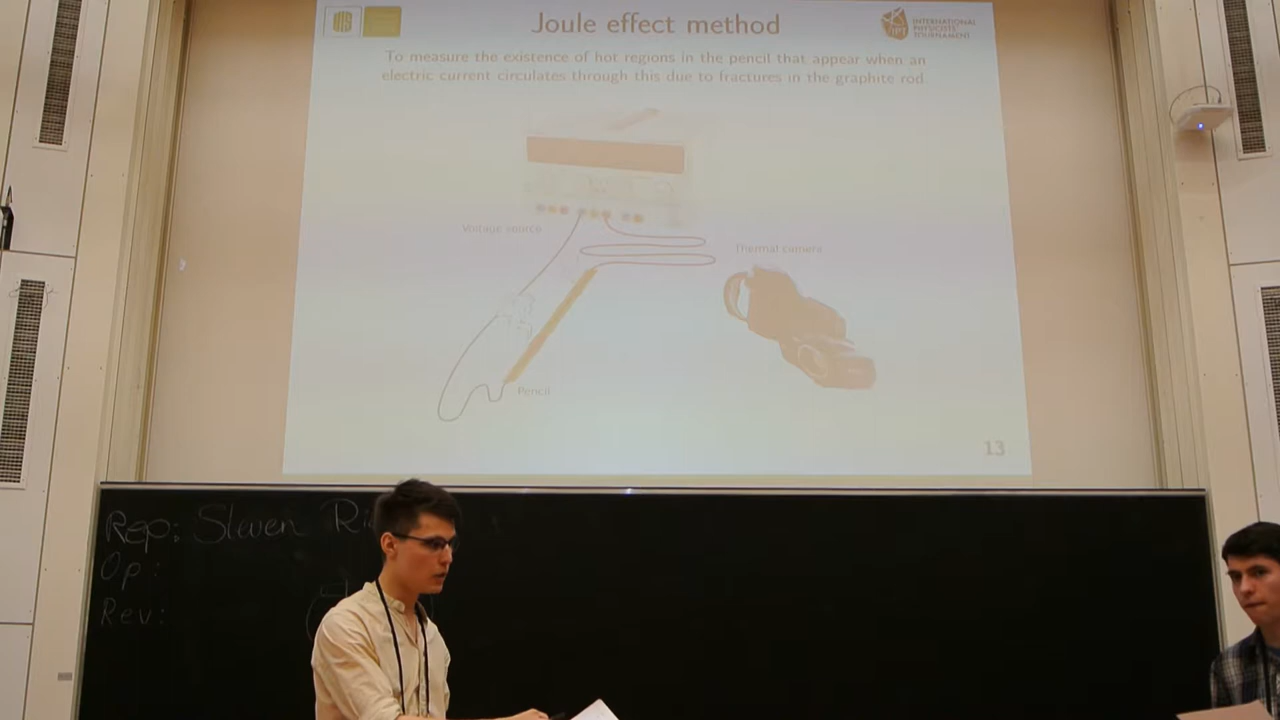 Joule effect method
INTERNATIONAL
PHYSICISTS'
TOURNAMENT
To measure the existence of hot regions in the pencil that appear when an
electric current circulates through this due to fractures in the graphite rod
Voltage source
Thermal camera
Pencil
13
Rep: Steven Ri
Op:
Rev: